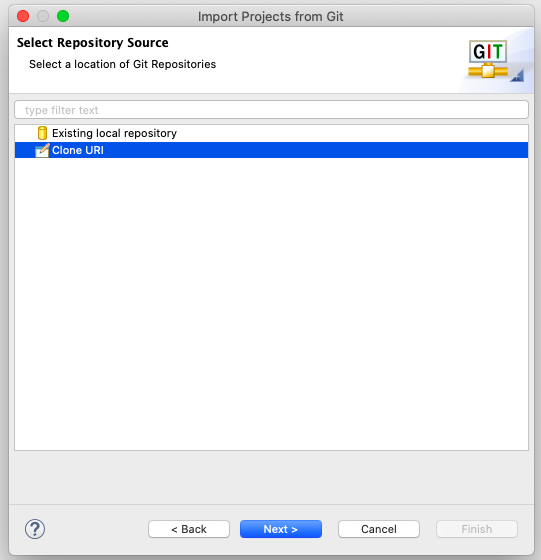 Import Projects from Git
Select Repository Source
Select a location of Git Repositories
GIT
type filter text
Existing local repository
Clone URI
?
< Back
Next >
Cancel
Finish